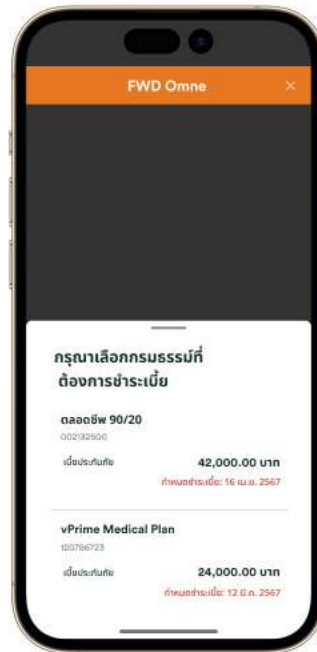 FWD Omne
กรุณาเลือกกรมธรรม์ที่
ต้องการชำระเบี้ย
ตลอดชีพ 90/20
002132500
เบี้ยประกันภัย 42,000.00 บาท
กำหนดชำระเบี้ย: 16 เม.ย. 2567
vPrime Medical Plan
120786723
เบี้ยประกันภัย 24,000.00 บาท
กำหนดชำระเบี้ย: 12 มี.ค. 2567